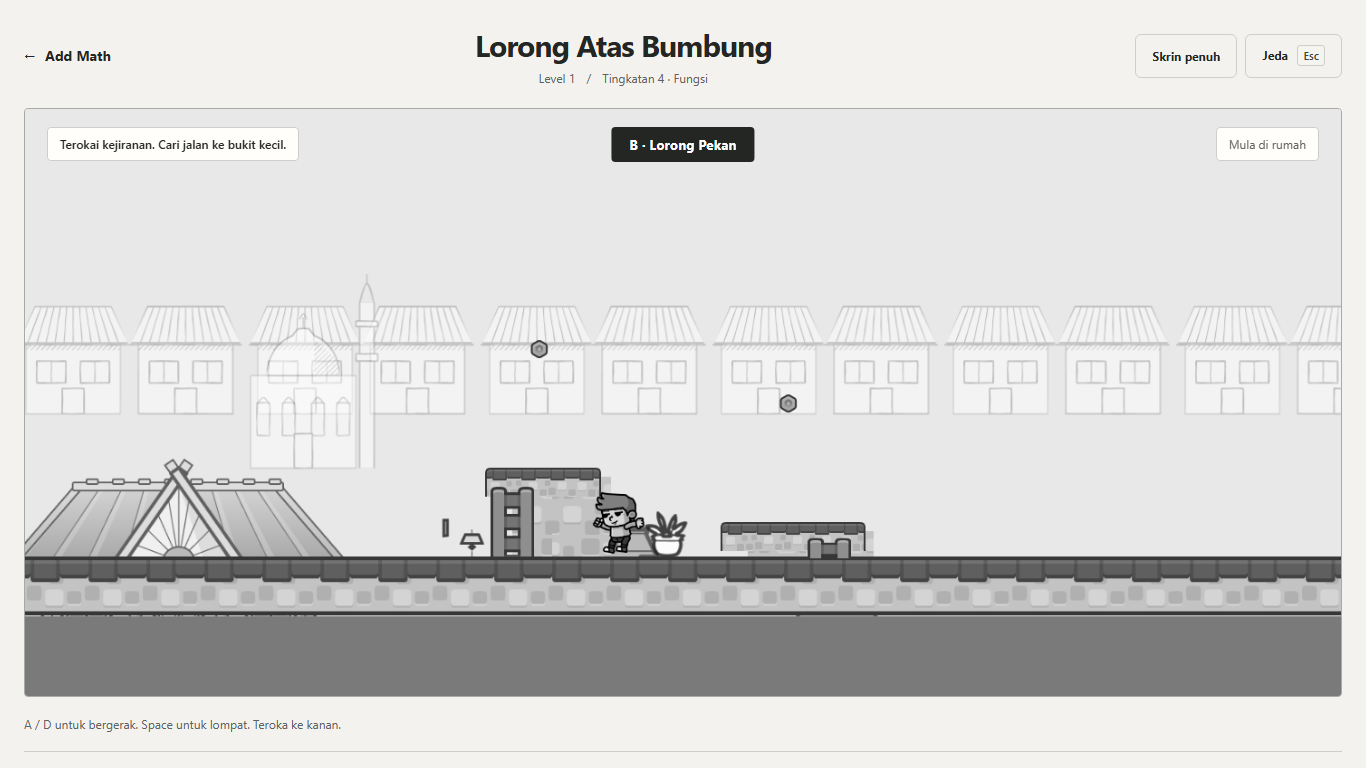 ← Add Math
Lorong Atas Bumbung
Level 1 / Tingkatan 4 · Fungsi
Skrin penuh
Jeda Esc
Terokai kejiranan. Cari jalan ke bukit kecil.
B · Lorong Pekan
Mula di rumah
A / D untuk bergerak. Space untuk lompat. Teroka ke kanan.